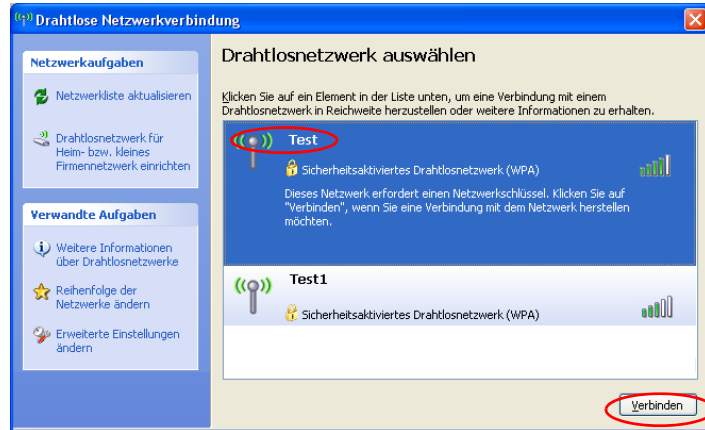 Drahtlose Netzwerkverbindung
Netzwerkaufgaben
Netzwerkliste aktualisieren
Drahtlosnetzwerk für
Heim- bzw. kleines
Firmennetzwerk einrichten
Verwandte Aufgaben
Weitere Informationen
über Drahtlosnetzwerke
Reihenfolge der
Netzwerke ändern
Erweiterte Einstellungen
ändern
Drahtlosnetzwerk auswählen
Klicken Sie auf ein Element in der Liste unten, um eine Verbindung mit einem
Drahtlosnetzwerk in Reichweite herzustellen oder weitere Informationen zu erhalten.
Test
Sicherheitsaktiviertes Drahtlosnetzwerk (WPA)
Dieses Netzwerk erfordert einen Netzwerkschlüssel. Klicken Sie auf
"Verbinden", wenn Sie eine Verbindung mit dem Netzwerk herstellen
möchten.
Test1
Sicherheitsaktiviertes Drahtlosnetzwerk (WPA)
Verbinden